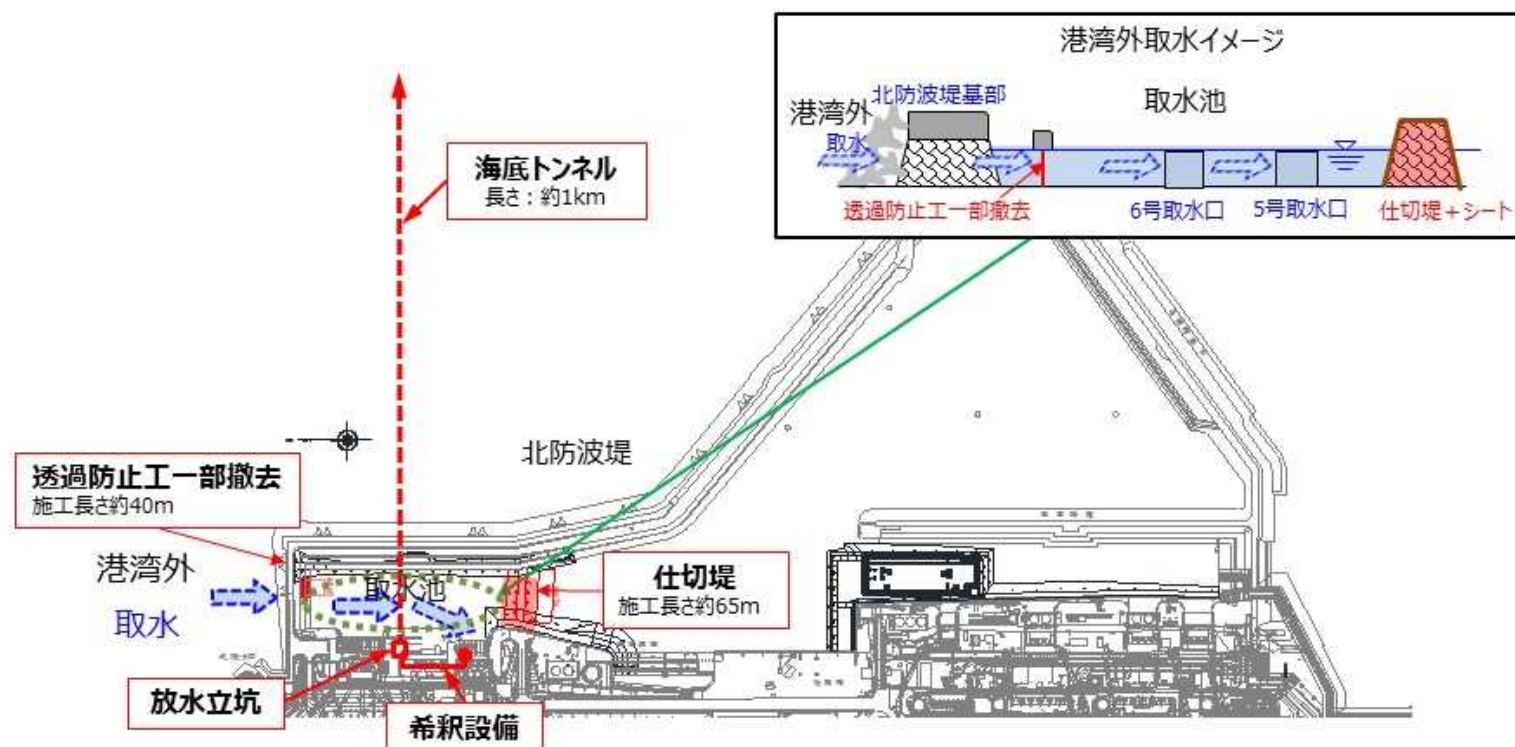 港湾外取水イメージ
北防波堤基部
取水池
港湾外
取水
透過防止工一部撤去
6号取水口
5号取水口
仕切堤+シート
海底トンネル
長さ:約1km
北防波堤
透過防止工一部撤去
施工長さ約40m
港湾外
取水
取水池
仕切堤
施工長さ約65m
放水立坑
希釈設備